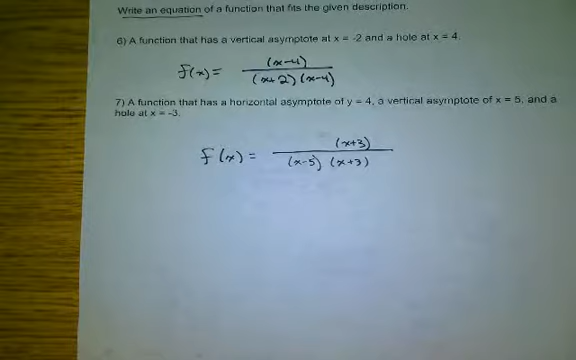 Write an equation of a function that fits the given description.
6) A function that has a vertical asymptote at x = -2 and a hole at x = 4.
f(x) = (x-4) / (x+2)(x-4)
7) A function that has a horizontal asymptote of y = 4, a vertical asymptote of x = 5, and a
hole at x = -3.
f(x) = (x+3) / (x-5)(x+3)